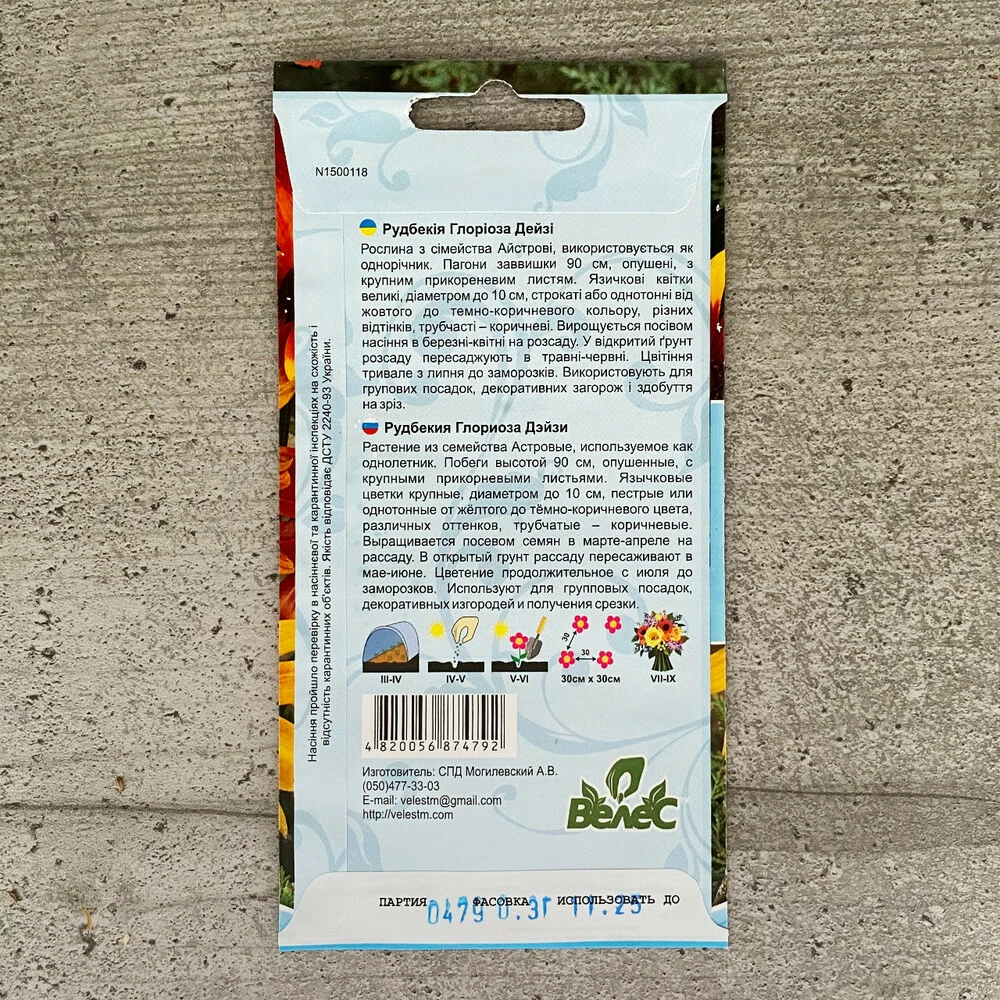 N1500118
Рудбекія Глоріоза Дейзі
Рослина з сімейства Айстрові, використовується як
однорічник. Пагони заввишки 90 см, опушені, з
крупним прикореневим листям. Язичкові квітки
великі, діаметром до 10 см, строкаті або однотонні від
жовтого до темно-коричневого кольору, різних
відтінків, трубчасті – коричневі. Вирощується посівом
насіння в березні-квітні на розсаду. У відкритий ґрунт
розсаду пересаджують в травні-червні. Цвітіння
тривале з липня до заморозків. Використовують для
групових посадок, декоративних загорож і здобуття
на зріз.
Рудбекия Глориоза Дэйзи
Растение из семейства Астровые, используемое как
однолетник. Побеги высотой 90 см, опушенные, с
крупными прикорневыми листьями. Язычковые
цветки крупные, диаметром до 10 см, пестрые или
однотонные от жёлтого до тёмно-коричневого цвета,
различных оттенков, трубчатые – коричневые.
Выращивается посевом семян в марте-апреле на
рассаду. В открытый грунт рассаду пересаживают в
мае-июне. Цветение продолжительное с июля до
заморозков. Используют для групповых посадок,
декоративных изгородей и получения срезки.
Насіння пройшло перевірку в насіннєвої та карантинної інспекціях на схожість і
відсутність карантинних об'єктів. Якість відповідає ДСТУ 2240-93 України.
30
30
III-IV IV-V V-VI 30см х 30см VII-IX
4 820056 874792
Изготовитель: СПД Могилевский А.В.
(050)477-33-03
E-mail: velestm@gmail.com
http://velestm.com
Велес
ПАРТИЯ ФАСОВКА ИСПОЛЬЗОВАТЬ ДО
0479 0.3г 11.25